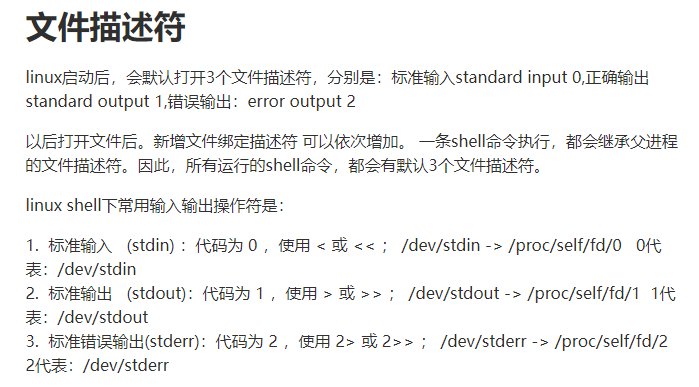 文件描述符
linux启动后，会默认打开3个文件描述符，分别是：标准输入standard input 0,正确输出
standard output 1,错误输出：error output 2
以后打开文件后。新增文件绑定描述符 可以依次增加。 一条shell命令执行，都会继承父进程
的文件描述符。因此，所有运行的shell命令，都会有默认3个文件描述符。
linux shell下常用输入输出操作符是：
1. 标准输入 (stdin) ：代码为 0 ，使用 < 或 << ； /dev/stdin -> /proc/self/fd/0 0代
表：/dev/stdin
2. 标准输出 (stdout)：代码为 1 ，使用 > 或 >> ； /dev/stdout -> /proc/self/fd/1 1代
表：/dev/stdout
3. 标准错误输出(stderr)：代码为 2 ，使用 2> 或 2>> ； /dev/stderr -> /proc/self/fd/2
2代表：/dev/stderr